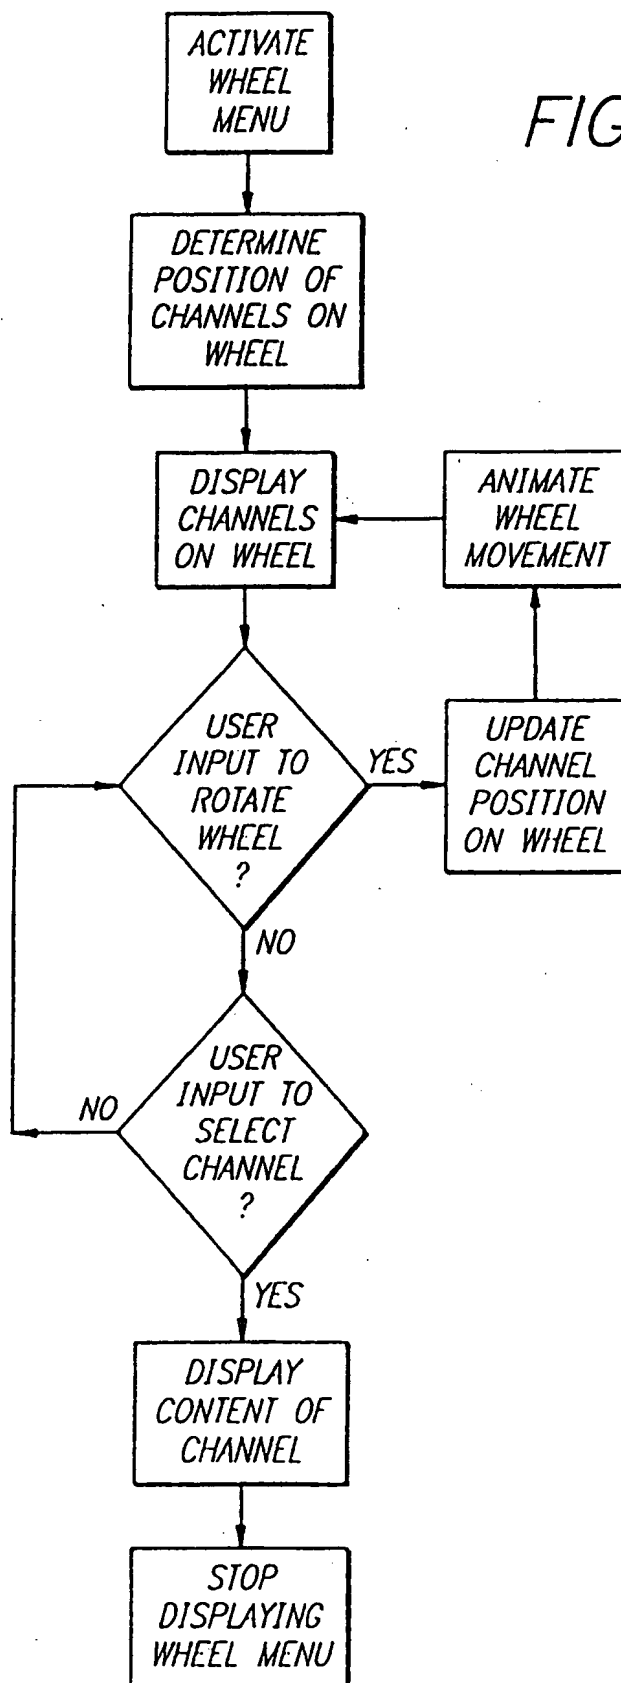 ACTIVATE
WHEEL
MENU
FIG
DETERMINE
POSITION OF
CHANNELS ON
WHEEL
DISPLAY
CHANNELS
ON WHEEL
ANIMATE
WHEEL
MOVEMENT
USER
INPUT TO
ROTATE
WHEEL
?
YES
UPDATE
CHANNEL
POSITION
ON WHEEL
NO
USER
INPUT TO
SELECT
CHANNEL
?
NO
YES
DISPLAY
CONTENT OF
CHANNEL
STOP
DISPLAYING
WHEEL MENU